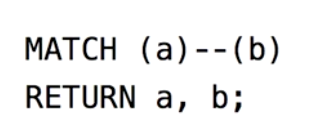 MATCH (a)--(b)
RETURN a, b;